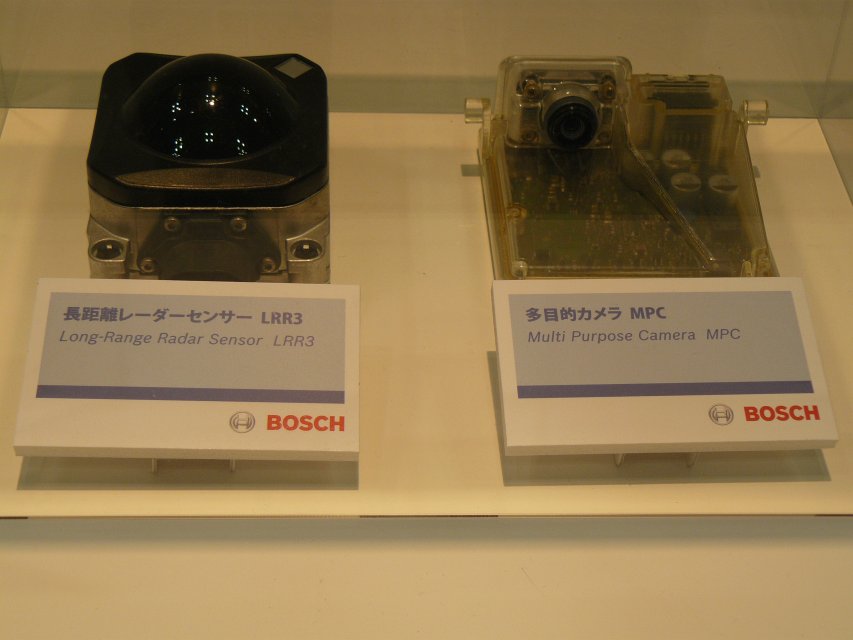 長距離レーダーセンサー LRR3
Long-Range Radar Sensor LRR3
BOSCH
多目的カメラ MPC
Multi Purpose Camera MPC
BOSCH